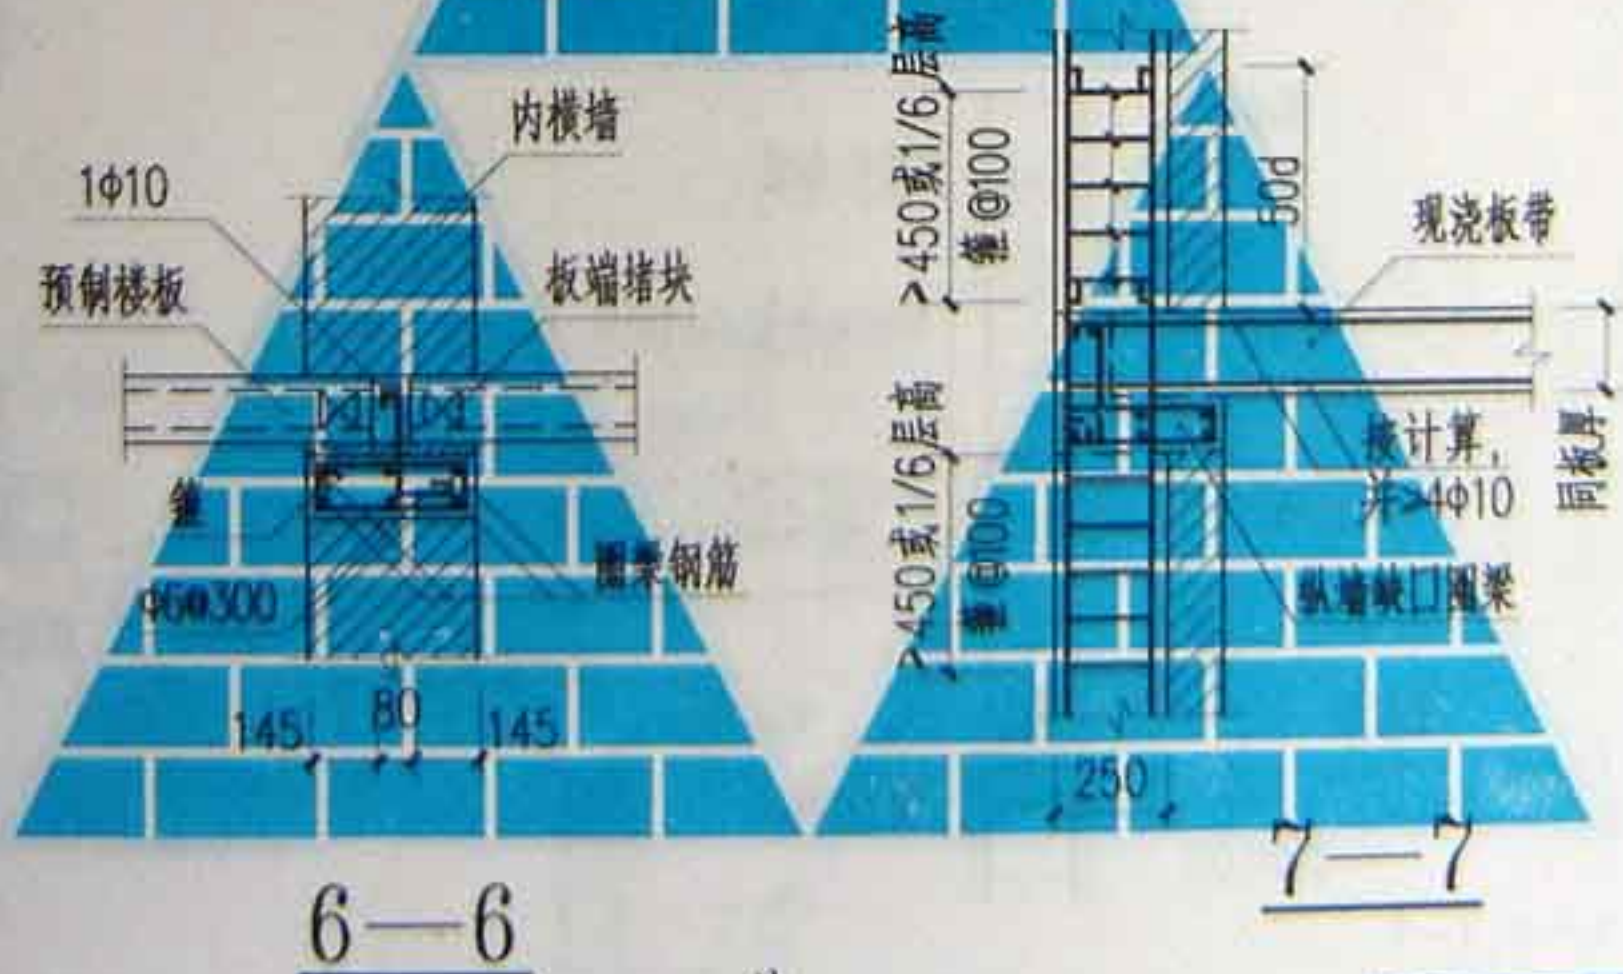 内横墙
1ф10
预制楼板
板端堵块
箍
ф6@300
圈梁钢筋
145
80
145
6—6
>450或1/6层高
箍@100
50d
现浇板带
>450或1/6层高
箍@100
按计算,
并>4ф10
同板厚
纵墙缺口圈梁
250
7—7